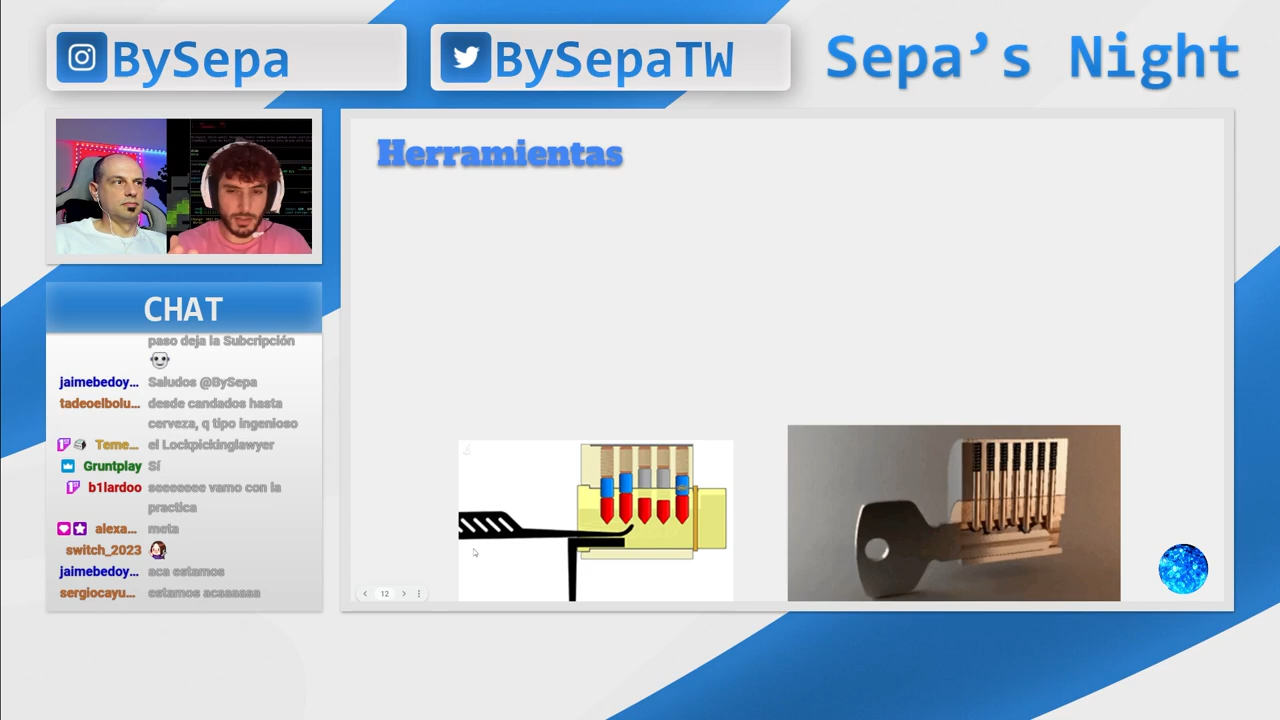 BySepa
BySepaTW
Sepa’s Night
Herramientas
CHAT
paso deja la Subcripción
jaimebedoy... Saludos @BySepa
tadeoelbolu... desde candados hasta
cerveza, q tipo ingenioso
Teme... el Lockpickinglawyer
Gruntplay Sí
b1lardoo seeeeeee vamo con la
practica
alexa... meta
switch_2023
jaimebedoy... aca estamos
sergiocayu... estamos acaaaaaa
12